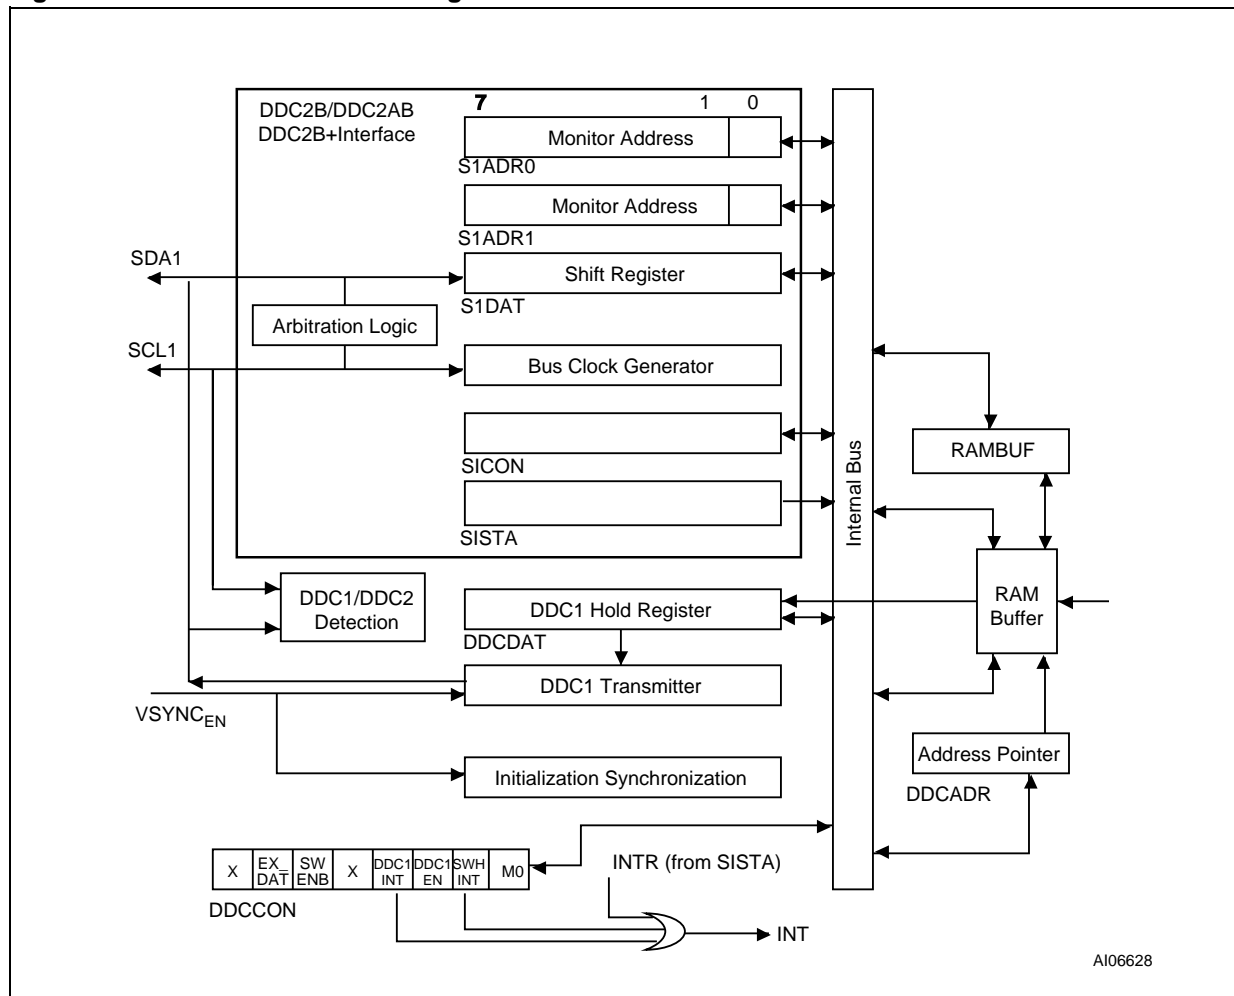 DDC2B/DDC2AB
DDC2B+Interface
7 1 0
Monitor Address
S1ADR0
Monitor Address
S1ADR1
SDA1
Shift Register
S1DAT
Arbitration Logic
SCL1
Bus Clock Generator
SICON
SISTA
Internal Bus
RAMBUF
RAM
Buffer
DDC1/DDC2
Detection
DDC1 Hold Register
DDCDAT
DDC1 Transmitter
VSYNCEN
Initialization Synchronization
Address Pointer
DDCADR
X EX_DAT SW ENB X DDC1 INT DDC1 EN SWH INT M0
DDCCON
INTR (from SISTA)
INT
AI06628